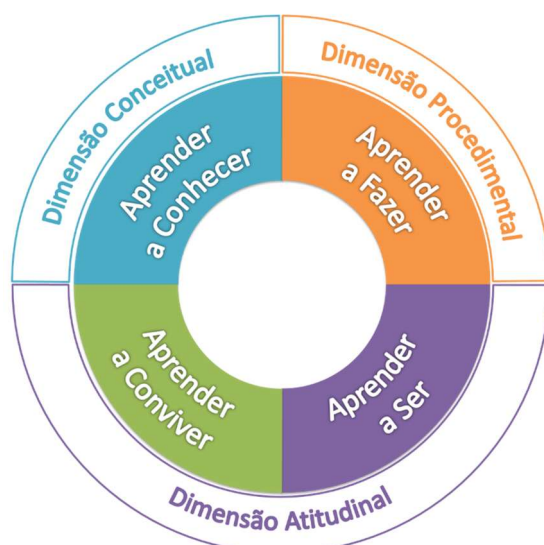 Dimensão Conceitual
Dimensão Procedimental
Aprender
a Conhecer
Aprender
a Fazer
Aprender
a Conviver
Aprender
a Ser
Dimensão Atitudinal